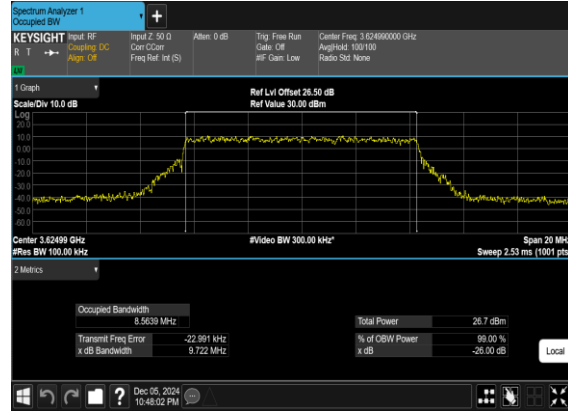 Spectrum Analyzer 1
Occupied BW
KEYSIGHT
R T
LM
Input: RF
Coupling: DC
Align: Off
Input Z: 50 Ω
Corr CCorr
Freq Ref: Int (S)
Atten: 0 dB
Trig: Free Run
Gate: Off
#IF Gain: Low
Center Freq: 3.624990000 GHz
Avg|Hold: 100/100
Radio Std: None
1 Graph
Scale/Div 10.0 dB
Ref Lvl Offset 26.50 dB
Ref Value 30.00 dBm
Log
20.0
10.0
0.00
-10.0
-20.0
-30.0
-40.0
-50.0
-60.0
Center 3.62499 GHz
#Res BW 100.00 kHz
#Video BW 300.00 kHz*
Span 20 MHz
Sweep 2.53 ms (1001 pts
2 Metrics
Occupied Bandwidth
8.5639 MHz
Transmit Freq Error -22.991 kHz
x dB Bandwidth 9.722 MHz
Total Power 26.7 dBm
% of OBW Power 99.00 %
x dB -26.00 dB
Local
?
Dec 05, 2024
10:48:02 PM